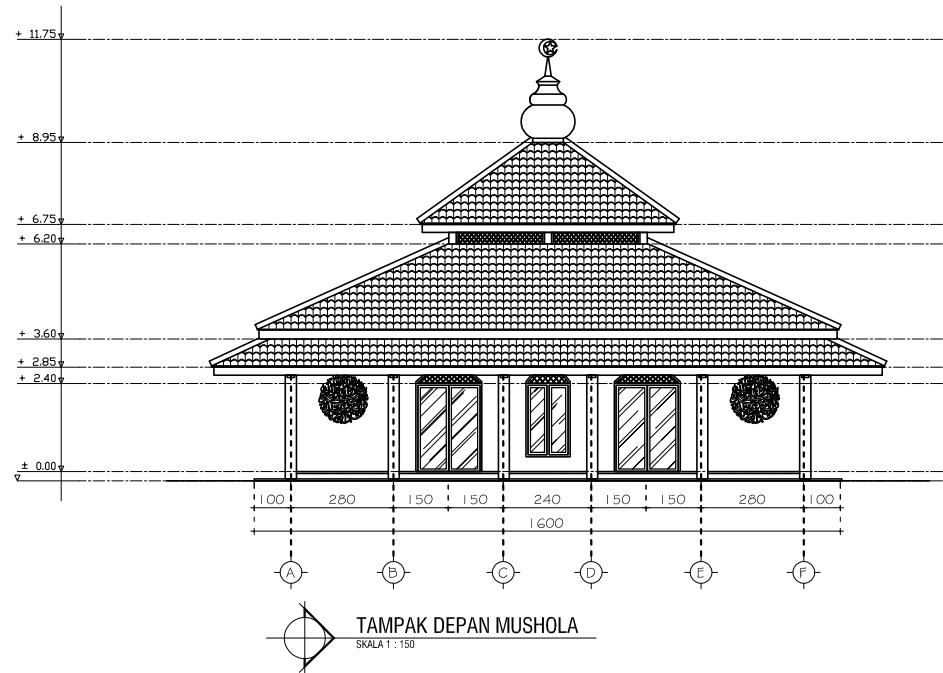 + 11.75
+ 8.95
+ 6.75
+ 6.20
+ 3.60
+ 2.85
+ 2.40
± 0.00
100 280 150 150 240 150 150 280 100
1600
A B C D E F
TAMPAK DEPAN MUSHOLA
SKALA 1 : 150